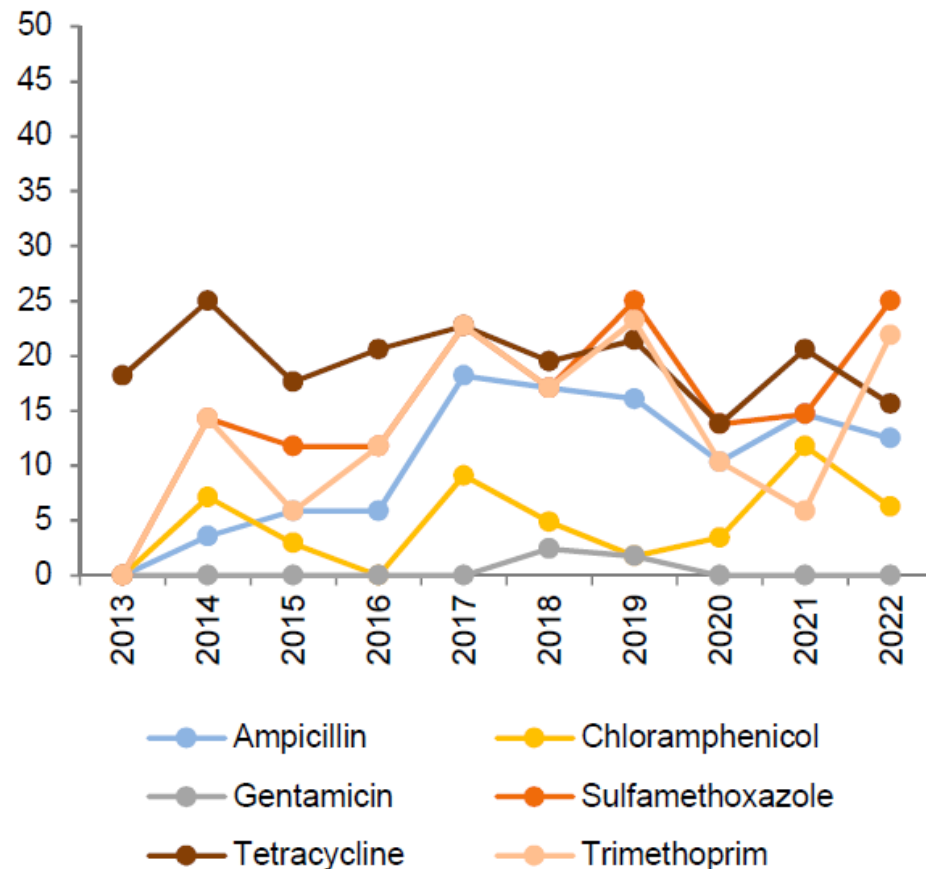 50
45
40
35
30
25
20
15
10
5
0
2013 2014 2015 2016 2017 2018 2019 2020 2021 2022
Ampicillin Chloramphenicol
Gentamicin Sulfamethoxazole
Tetracycline Trimethoprim